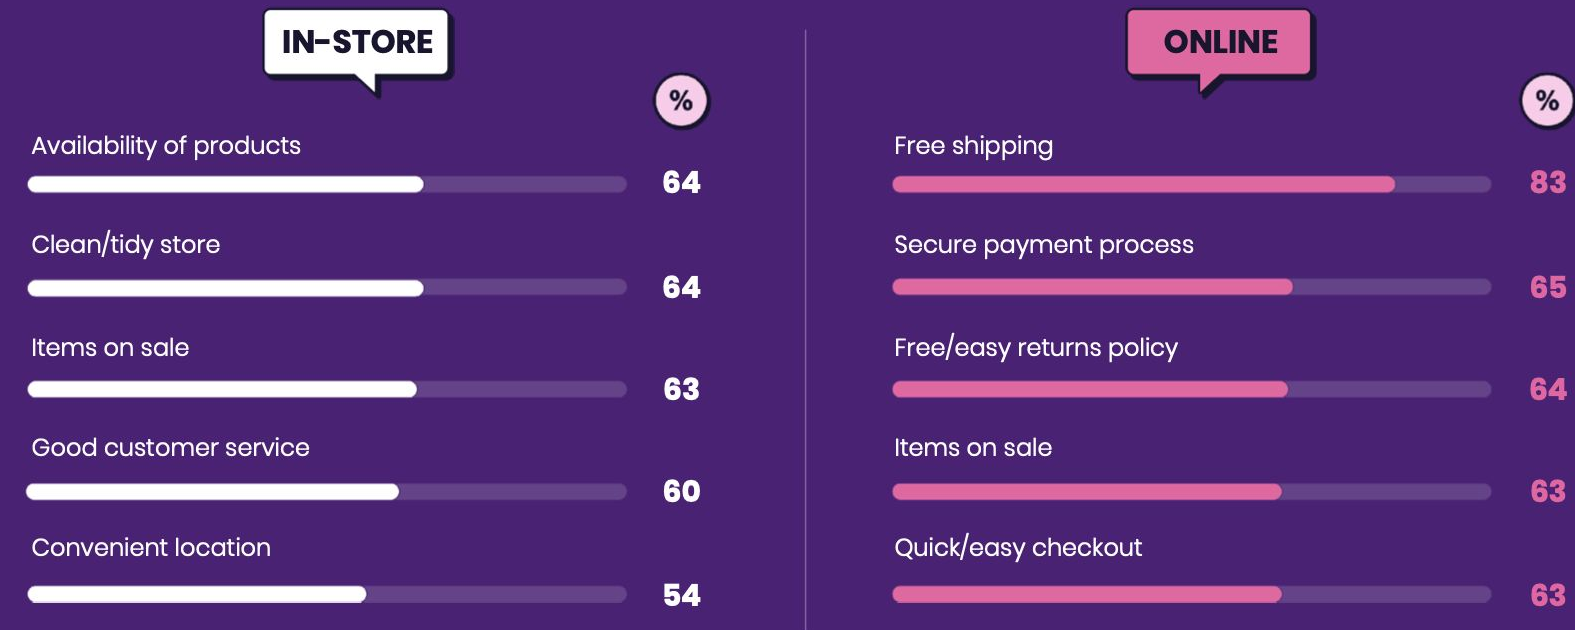 IN-STORE
%
Availability of products
64
Clean/tidy store
64
Items on sale
63
Good customer service
60
Convenient location
54
ONLINE
%
Free shipping
83
Secure payment process
65
Free/easy returns policy
64
Items on sale
63
Quick/easy checkout
63